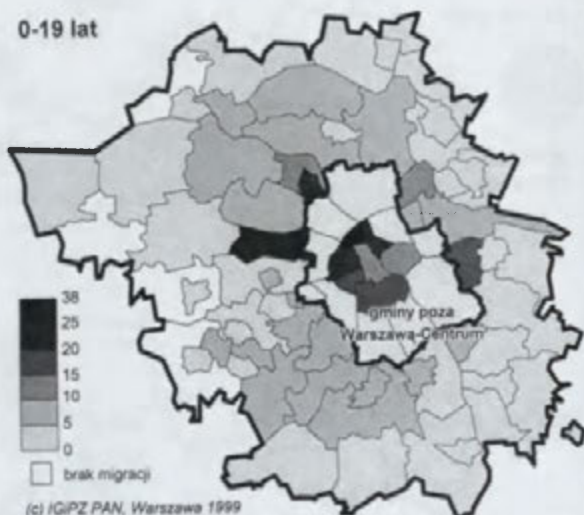 0-19 lat
gminy poza
Warszawą-Centrum
38
25
20
15
10
5
0
brak migracji
(c) IGiPZ PAN, Warszawa 1999